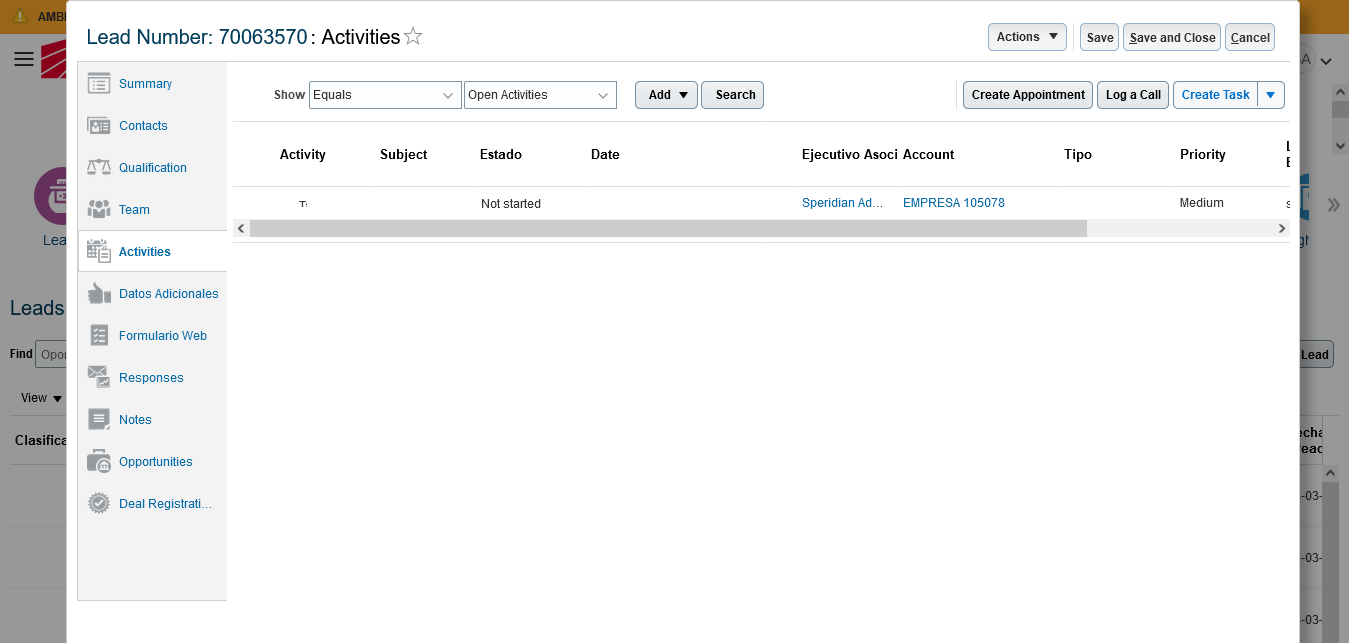 AMBI
Lead Number: 70063570: Activities
Actions
Save
Save and Close
Cancel
A
Summary
Contacts
Qualification
Team
Activities
Datos Adicionales
Formulario Web
Responses
Notes
Opportunities
Deal Registrati...
Show Equals Open Activities Add Search
Create Appointment Log a Call Create Task
Activity Subject Estado Date Ejecutivo Asoci Account Tipo Priority
Not started Speridian Ad... EMPRESA 105078 Medium
Lea
Leads
Find Opor
View
Clasifica
Lead
echa
reac
-03-
-03-
-03-